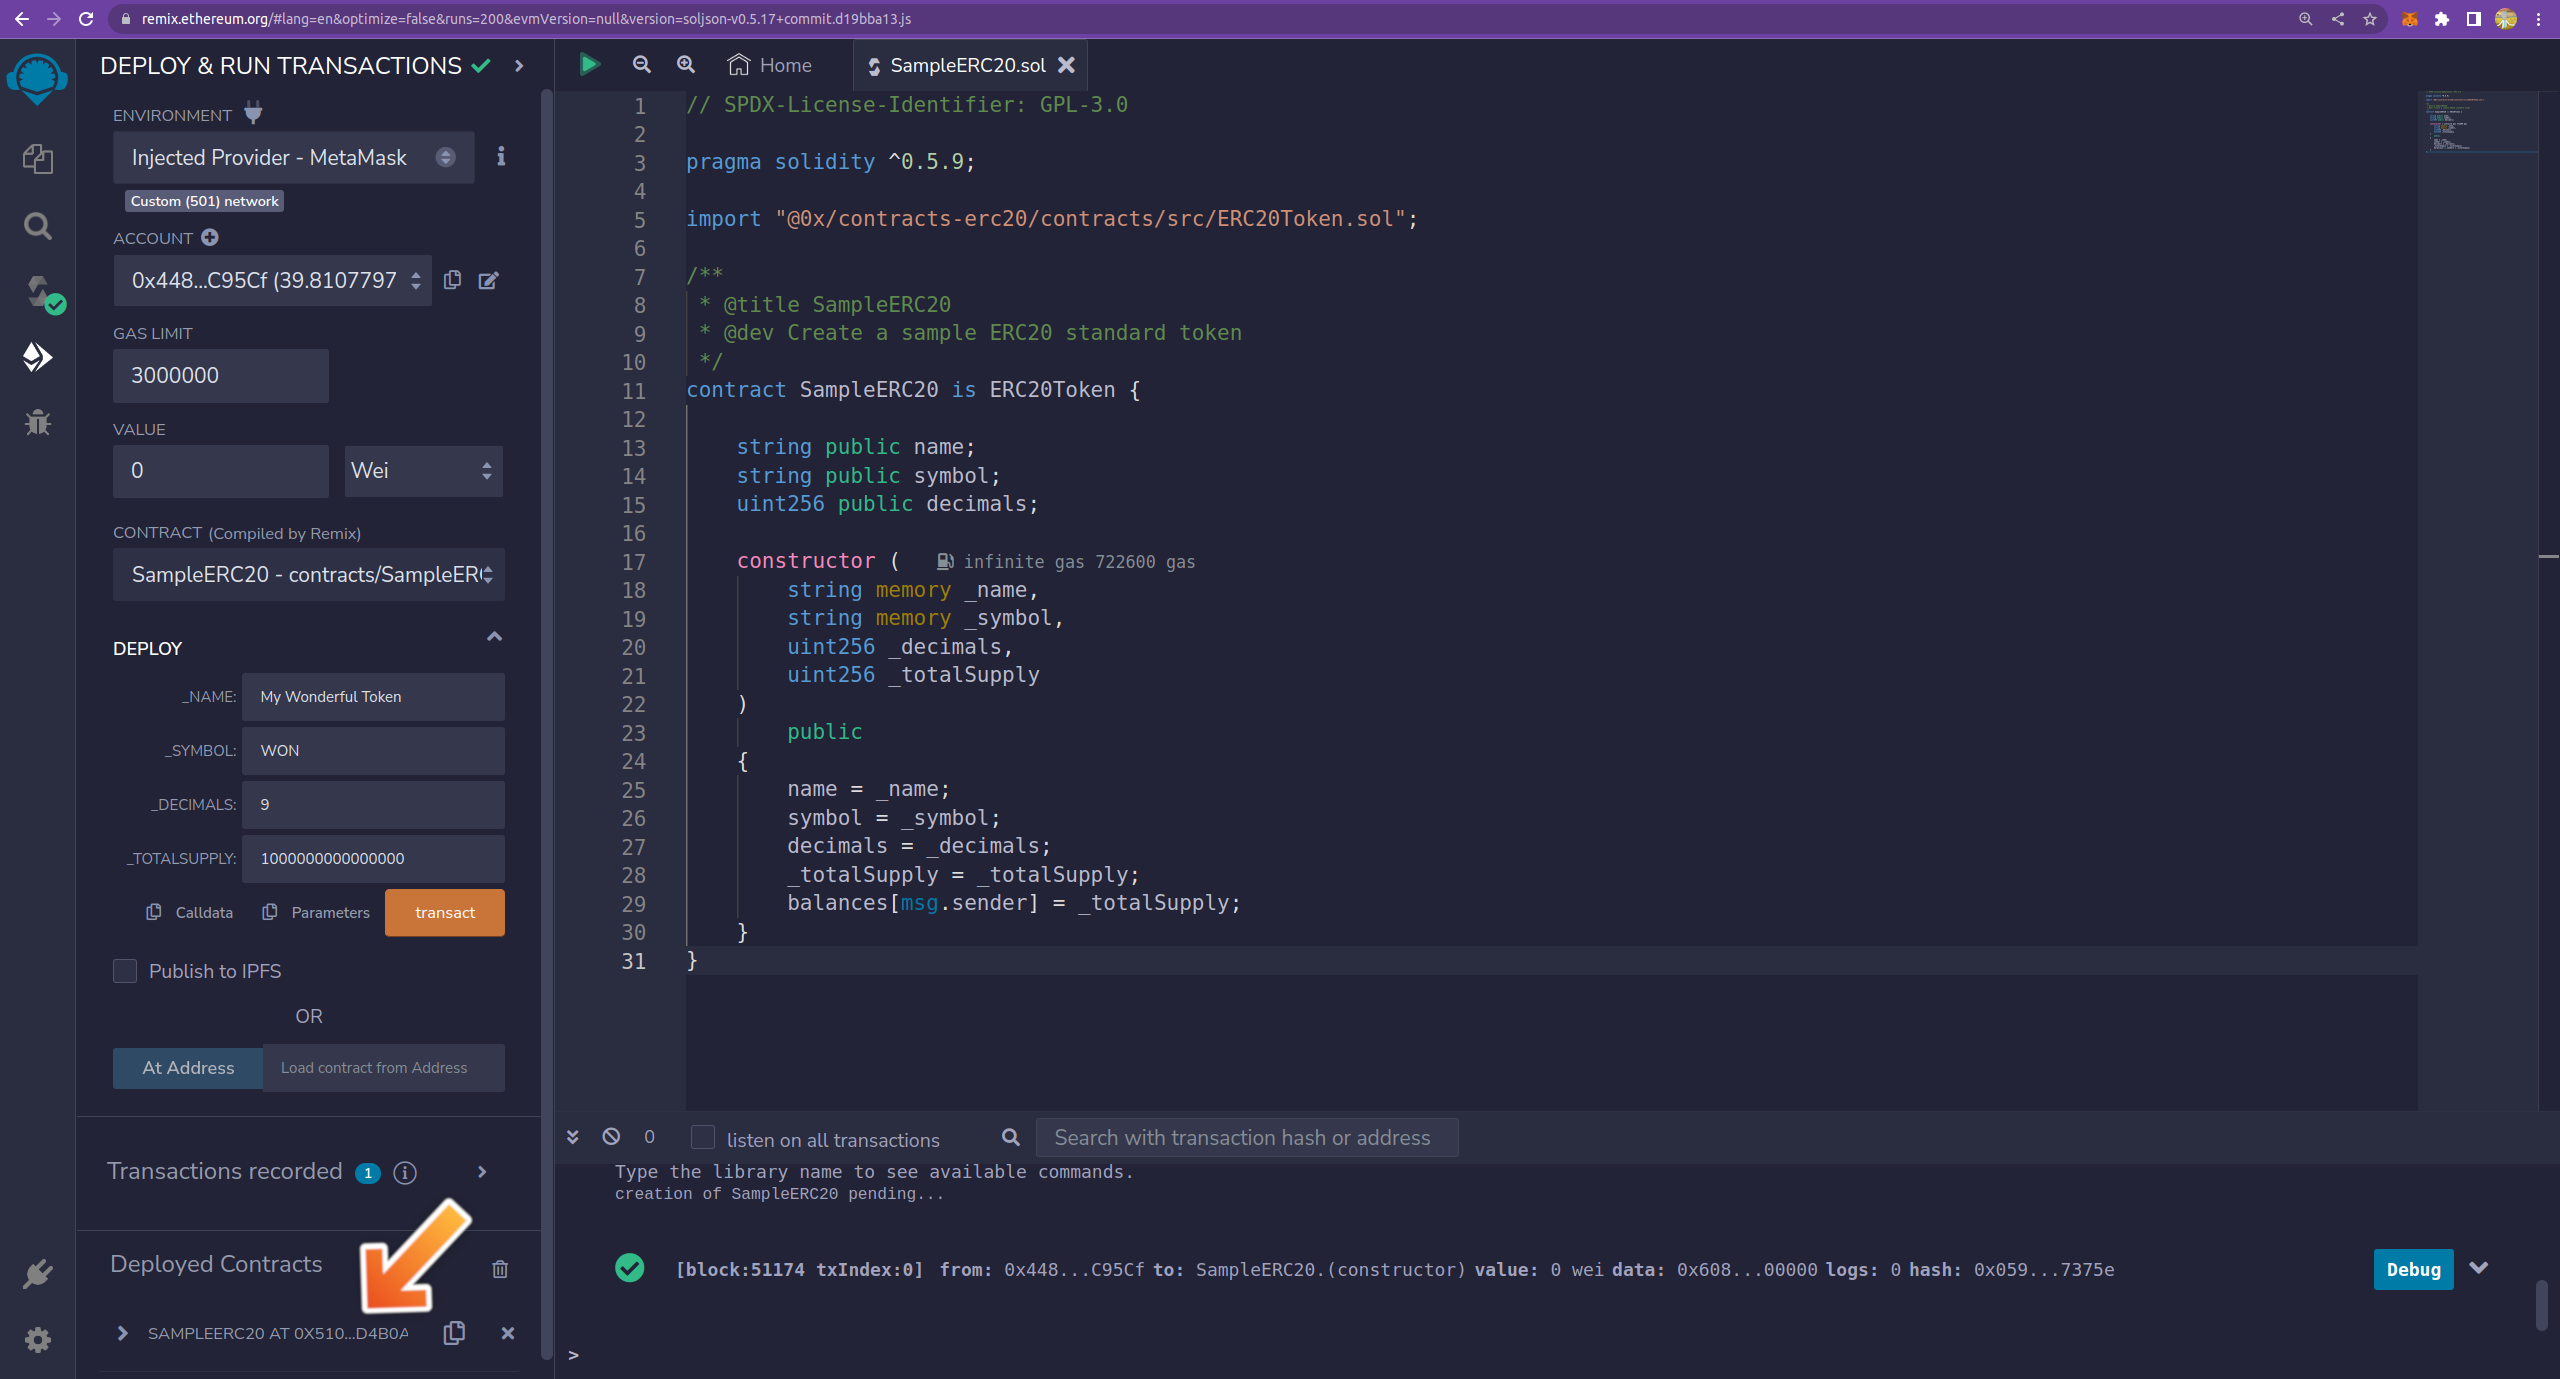 remix.ethereum.org/#lang=en&optimize=false&runs=200&evmVersion=null&version=soljson-v0.5.17+commit.d19bba13.js
DEPLOY & RUN TRANSACTIONS
ENVIRONMENT
Injected Provider - MetaMask
Custom (501) network
ACCOUNT
0x448...C95Cf (39.8107797
GAS LIMIT
3000000
VALUE
0
Wei
CONTRACT (Compiled by Remix)
SampleERC20 - contracts/SampleER
DEPLOY
_NAME: My Wonderful Token
_SYMBOL: WON
_DECIMALS: 9
_TOTALSUPPLY: 1000000000000000
Calldata Parameters transact
Publish to IPFS
OR
At Address Load contract from Address
Transactions recorded 1
Deployed Contracts
SAMPLEERC20 AT 0X510...D4B0A
Home SampleERC20.sol
1 // SPDX-License-Identifier: GPL-3.0
2
3 pragma solidity ^0.5.9;
4
5 import "@0x/contracts-erc20/contracts/src/ERC20Token.sol";
6
7 /**
8 * @title SampleERC20
9 * @dev Create a sample ERC20 standard token
10 */
11 contract SampleERC20 is ERC20Token {
12
13 string public name;
14 string public symbol;
15 uint256 public decimals;
16
17 constructor ( infinite gas 722600 gas
18 string memory _name,
19 string memory _symbol,
20 uint256 _decimals,
21 uint256 _totalSupply
22 )
23 public
24 {
25 name = _name;
26 symbol = _symbol;
27 decimals = _decimals;
28 _totalSupply = _totalSupply;
29 balances[msg.sender] = _totalSupply;
30 }
31 }
0 listen on all transactions Search with transaction hash or address
Type the library name to see available commands.
creation of SampleERC20 pending...
[block:51174 txIndex:0] from: 0x448...C95Cf to: SampleERC20.(constructor) value: 0 wei data: 0x608...00000 logs: 0 hash: 0x059...7375e
Debug
>